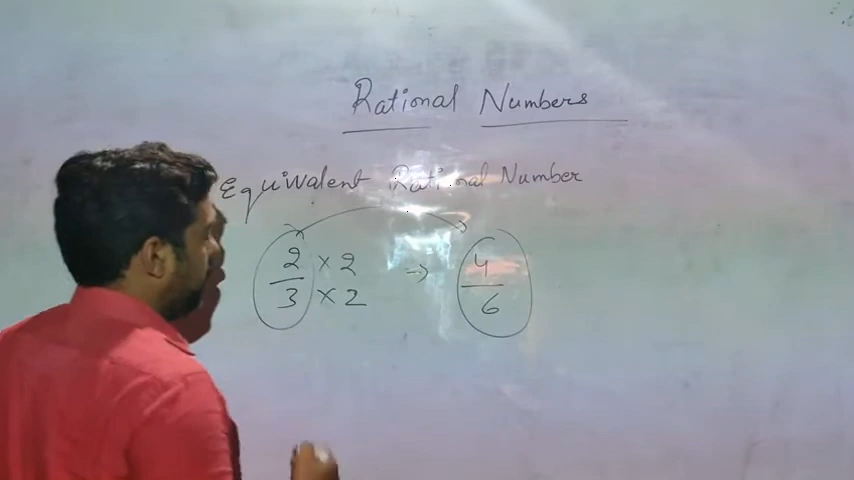 Rational Numbers
Equivalent Rational Number
2/3 × 2/× 2 → 4/6